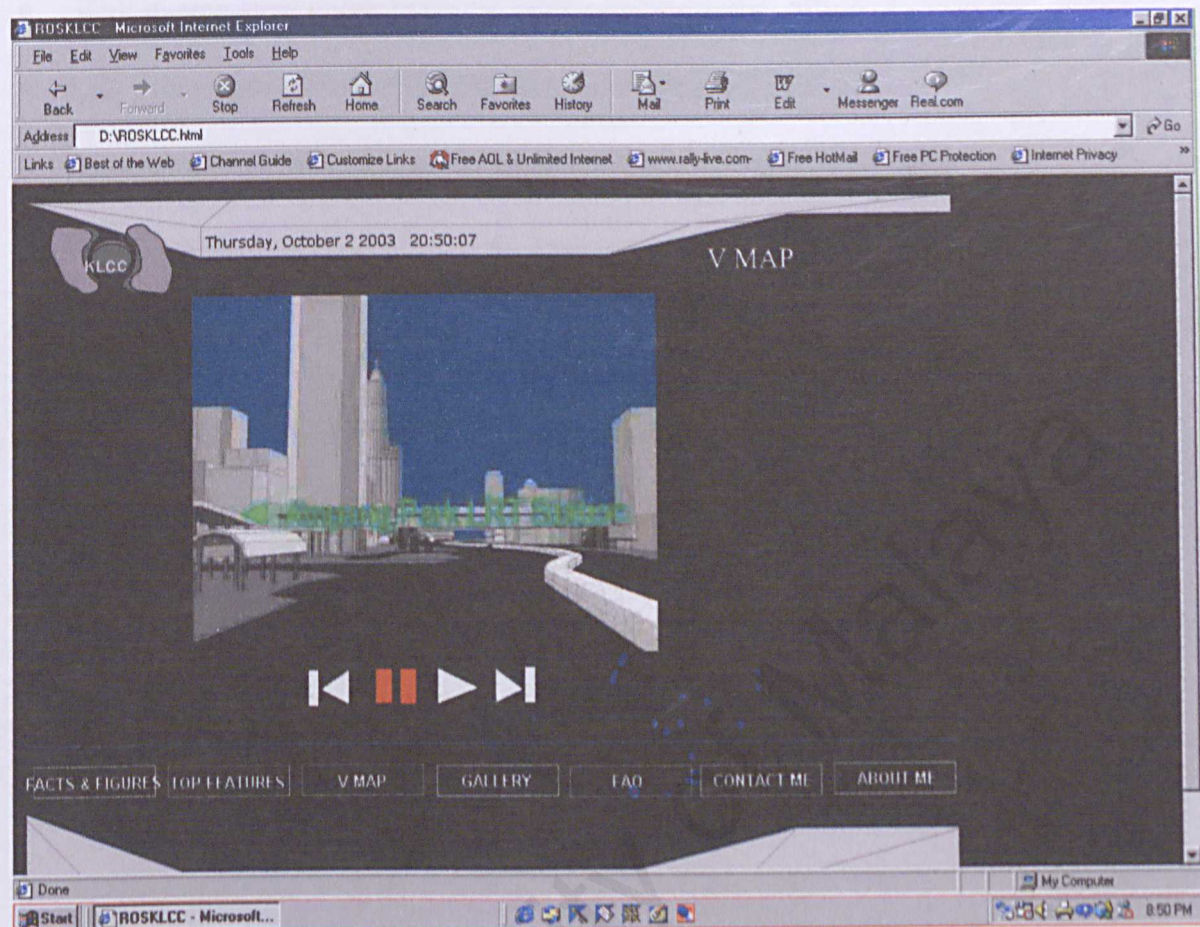 ROSKLCC - Microsoft Internet Explorer
File Edit View Favorites Tools Help
Back Forward Stop Refresh Home Search Favorites History Mail Print Edit Messenger Real.com
Address D:\ROSKLCC.html Go
Links Best of the Web Channel Guide Customize Links Free AOL & Unlimited Internet www.rally-live.com- Free HotMail Free PC Protection Internet Privacy »
Thursday, October 2 2003 20:50:07
V MAP
KLCC
Park LRT Station
FACTS & FIGURES TOP FEATURES V MAP GALLERY FAQ CONTACT ME ABOUT ME
Done My Computer
Start ROSKLCC - Microsoft... 8:50 PM
Malaya